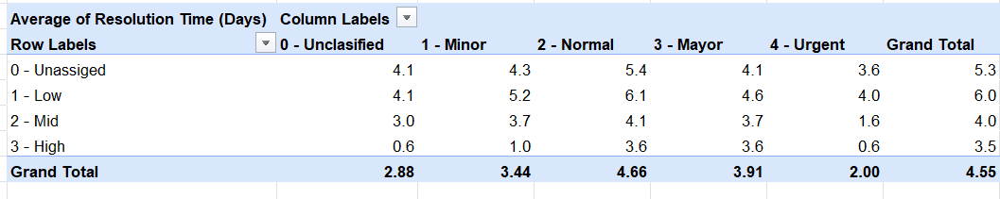 Average of Resolution Time (Days) Column Labels
Row Labels 0 - Unclasified 1 - Minor 2 - Normal 3 - Mayor 4 - Urgent Grand Total
0 - Unassiged 4.1 4.3 5.4 4.1 3.6 5.3
1 - Low 4.1 5.2 6.1 4.6 4.0 6.0
2 - Mid 3.0 3.7 4.1 3.7 1.6 4.0
3 - High 0.6 1.0 3.6 3.6 0.6 3.5
Grand Total 2.88 3.44 4.66 3.91 2.00 4.55